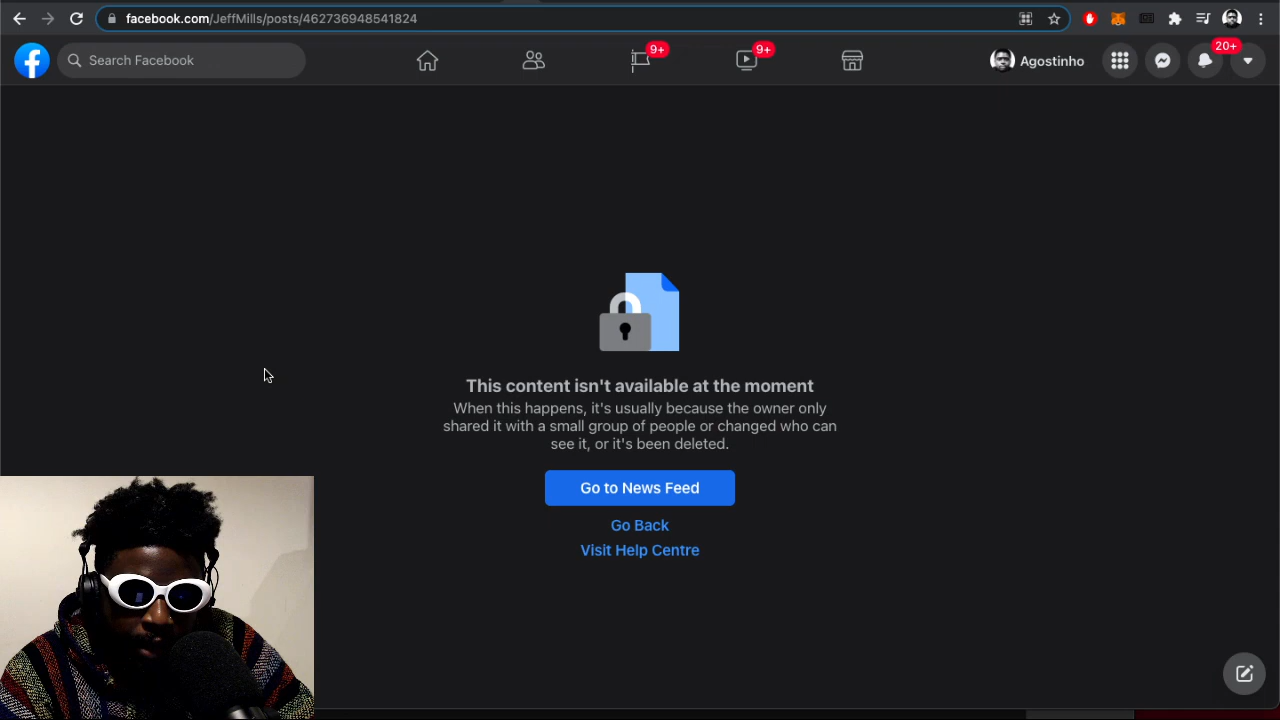 facebook.com/JeffMills/posts/462736948541824
Search Facebook
9+
9+
Agostinho
20+
This content isn't available at the moment
When this happens, it's usually because the owner only
shared it with a small group of people or changed who can
see it, or it's been deleted.
Go to News Feed
Go Back
Visit Help Centre